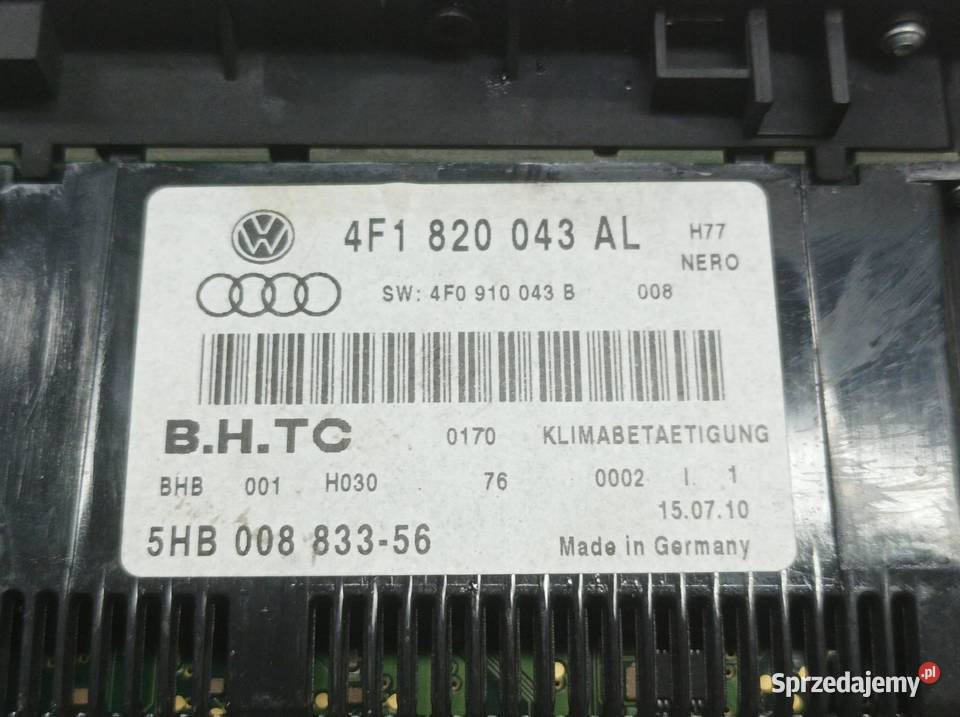 4F1 820 043 AL H77
NERO
SW: 4F0 910 043 B 008
B.H.TC 0170 KLIMABETAETIGUNG
BHB 001 H030 76 0002 I 1
15.07.10
5HB 008 833-56 Made in Germany
Sprzedajemy.pl